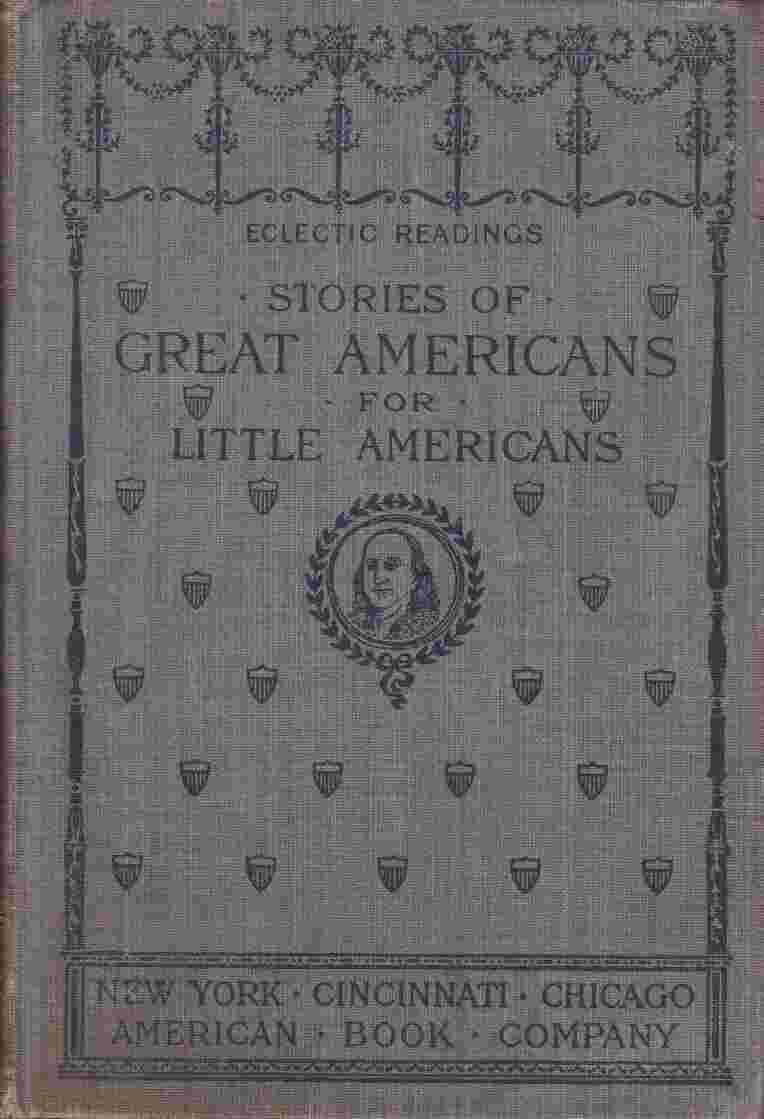 ECLECTIC READINGS
· STORIES OF ·
GREAT AMERICANS
· FOR ·
LITTLE AMERICANS
NEW YORK · CINCINNATI · CHICAGO
AMERICAN · BOOK · COMPANY